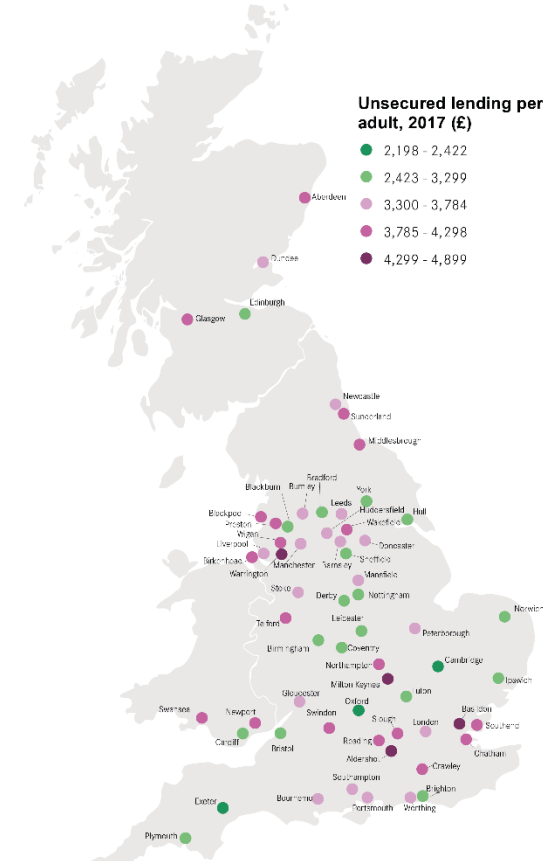 Unsecured lending per
adult, 2017 (£)
2,198 - 2,422
2,423 - 3,299
3,300 - 3,784
3,785 - 4,298
4,299 - 4,899
Aberdeen
Dundee
Edinburgh
Glasgow
Newcastle
Sunderland
Middlesbrough
Bradford
Blackburn
Burnley
York
Leeds
Huddersfield
Blackpool
Hull
Preston
Wakefield
Wigan
Liverpool
Doncaster
Birkenhead
Manchester
Barnsley
Sheffield
Warrington
Mansfield
Stoke
Derby
Nottingham
Norwich
Leicester
Telford
Peterborough
Birmingham
Coventry
Northampton
Cambridge
Milton Keynes
Ipswich
Gloucester
Luton
Oxford
Swansea
Newport
Swindon
Slough
London
Basildon
Southend
Cardiff
Bristol
Reading
Chatham
Aldershot
Crawley
Southampton
Brighton
Exeter
Bournemou
Portsmouth
Worthing
Plymouth